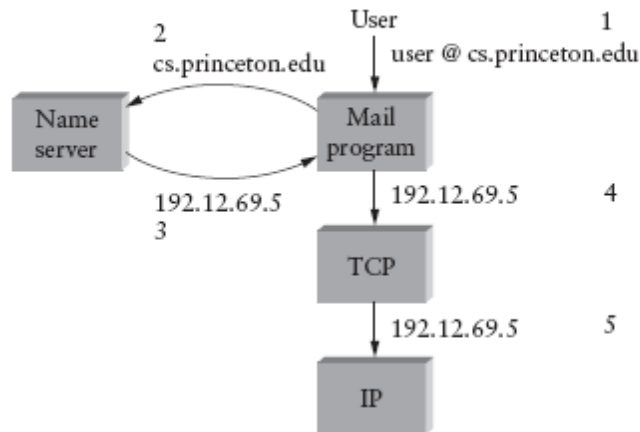 User
1
2
user @ cs.princeton.edu
cs.princeton.edu
Name
server
Mail
program
192.12.69.5
3
192.12.69.5
4
TCP
192.12.69.5
5
IP